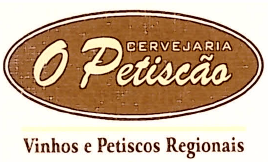 CERVEJARIA
O Petiscão
Vinhos e Petiscos Regionais